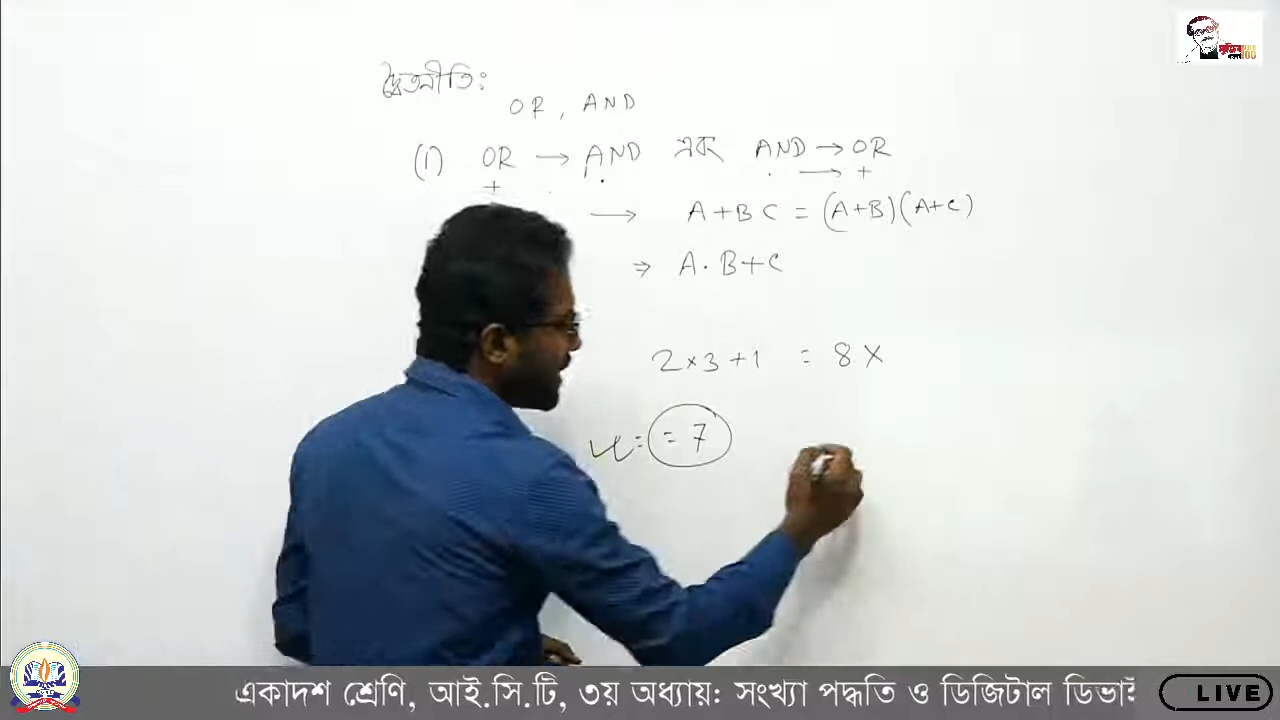 দ্বৈতনীতিঃ
OR, AND
(1) OR → AND এবং AND → OR
+ . . → +
→ A + B C = (A+B)(A+C)
⇒ A · B + C
2×3+1 = 8 X
= 7
একাদশ শ্রেণি, আই.সি.টি, ৩য় অধ্যায়: সংখ্যা পদ্ধতি ও ডিজিটাল ডিভাই
LIVE